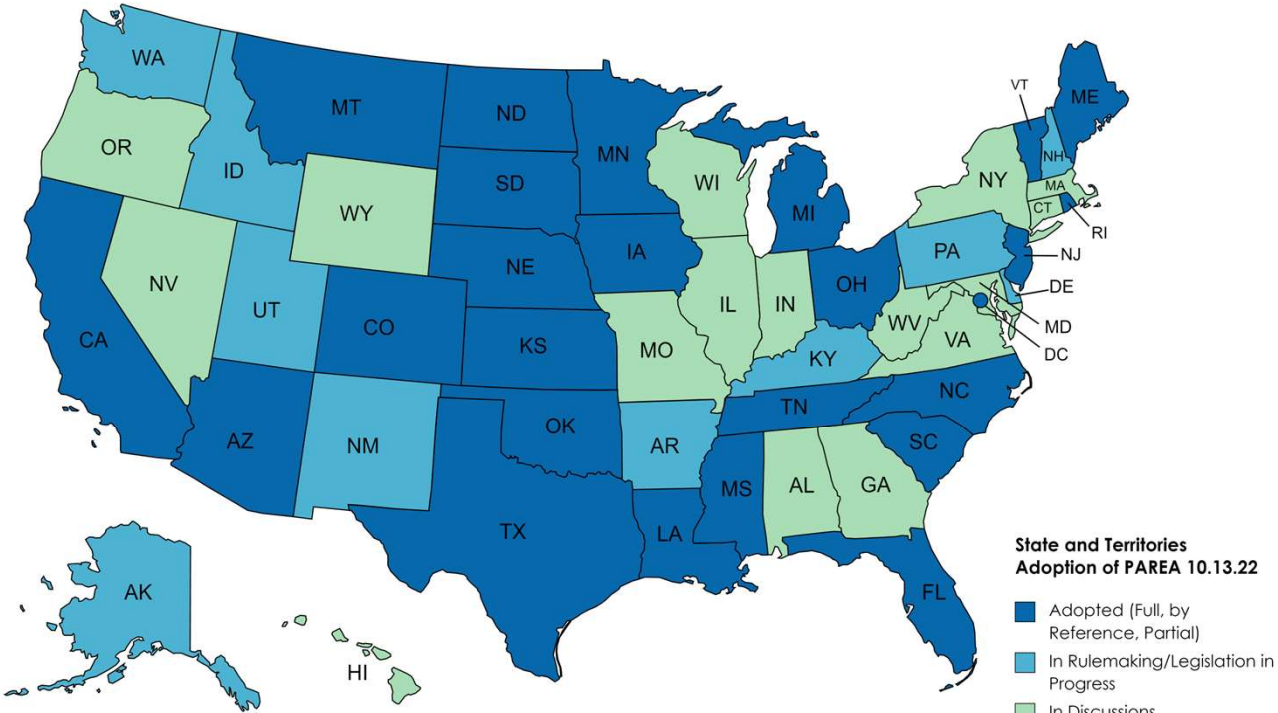 WA
MT
ND
MN
VT
ME
OR
ID
SD
WI
NY
NH
MA
CT
WY
MI
RI
NV
UT
NE
IA
PA
NJ
CO
IL
IN
OH
DE
CA
KS
MO
WV
VA
MD
KY
DC
AZ
NM
OK
AR
TN
NC
SC
TX
LA
MS
AL
GA
FL
AK
HI
State and Territories
Adoption of PAREA 10.13.22
Adopted (Full, by
Reference, Partial)
In Rulemaking/Legislation in
Progress
In Discussions